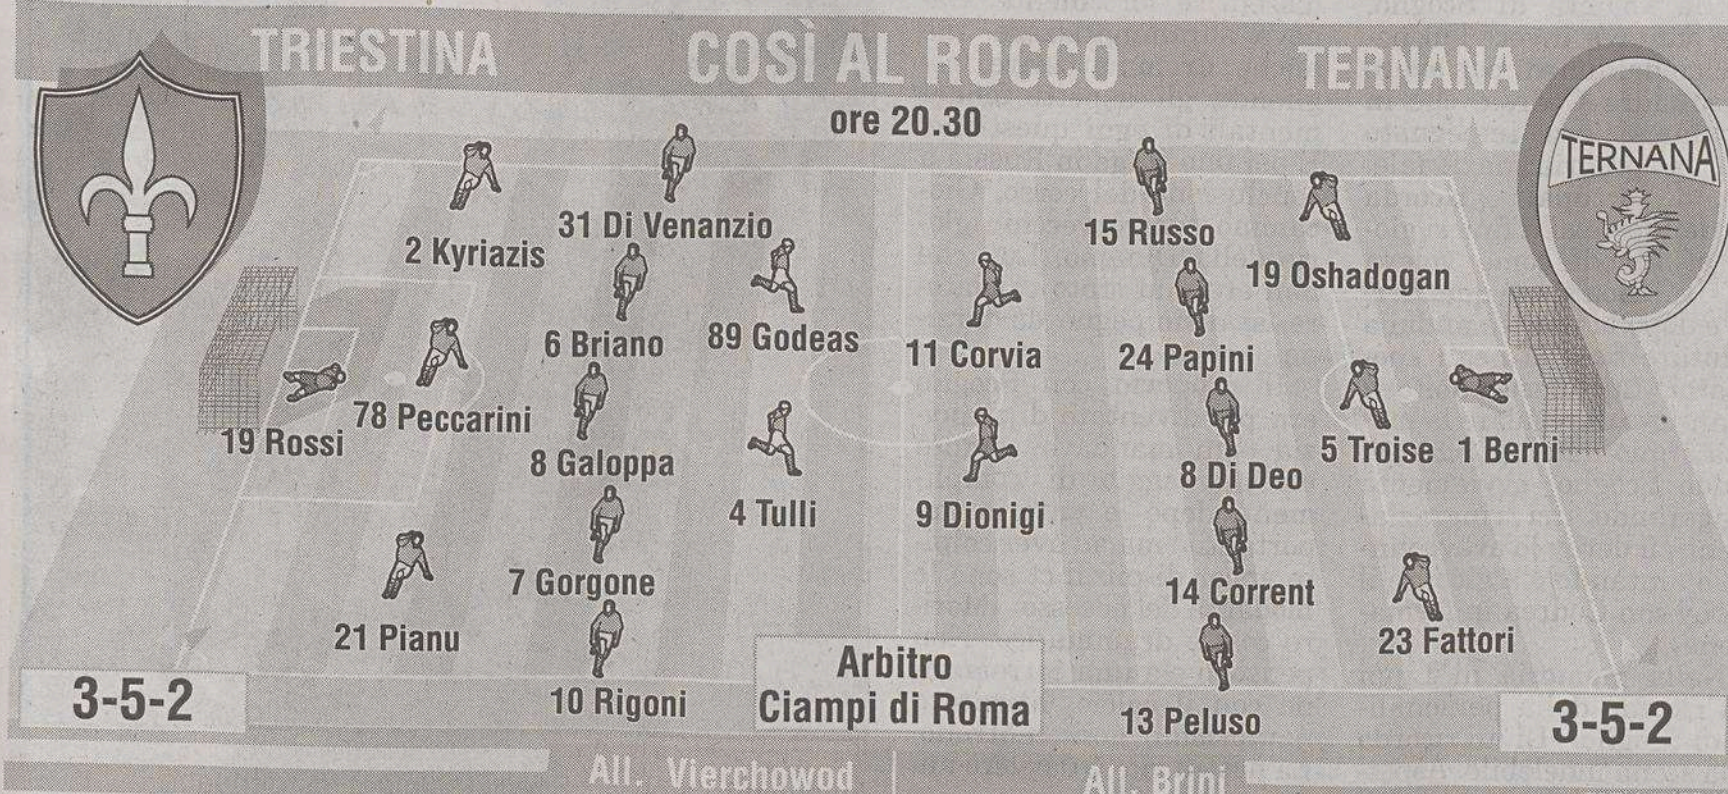 TRIESTINA
COSÌ AL ROCCO
TERNANA
ore 20.30
TERNANA
2 Kyriazis
31 Di Venanzio
15 Russo
19 Oshadogan
6 Briano
89 Godeas
11 Corvia
24 Papini
19 Rossi
78 Peccarini
8 Galoppa
4 Tulli
9 Dionigi
8 Di Deo
5 Troise
1 Berni
7 Gorgone
14 Corrent
21 Pianu
23 Fattori
10 Rigoni
13 Peluso
Arbitro
Ciampi di Roma
3-5-2
3-5-2
All. Vierchowod
All. Brini